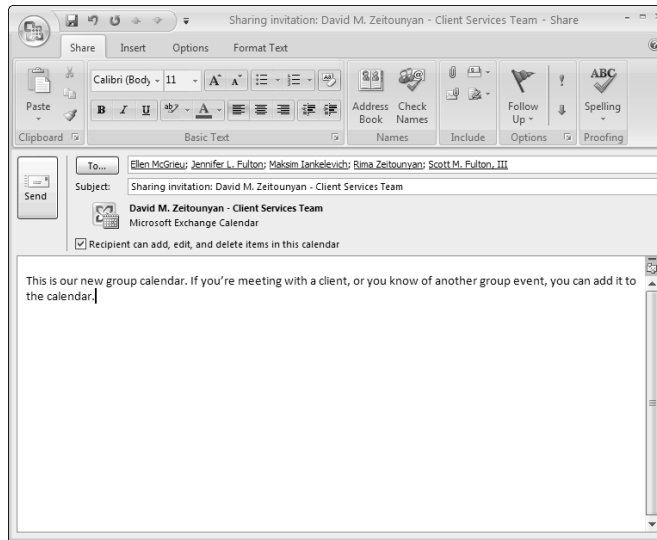 Sharing invitation: David M. Zeitounyan - Client Services Team - Share
Share Insert Options Format Text
Paste
Calibri (Body 11
B I U ab A
Address Book
Check Names
Follow Up
ABC
Spelling
Clipboard Basic Text Names Include Options Proofing
Send
To... Ellen McGrieu; Jennifer L. Fulton; Maksim Iankelevich; Rima Zeitounyan; Scott M. Fulton, III
Subject: Sharing invitation: David M. Zeitounyan - Client Services Team
David M. Zeitounyan - Client Services Team
Microsoft Exchange Calendar
Recipient can add, edit, and delete items in this calendar
This is our new group calendar. If you're meeting with a client, or you know of another group event, you can add it to
the calendar.